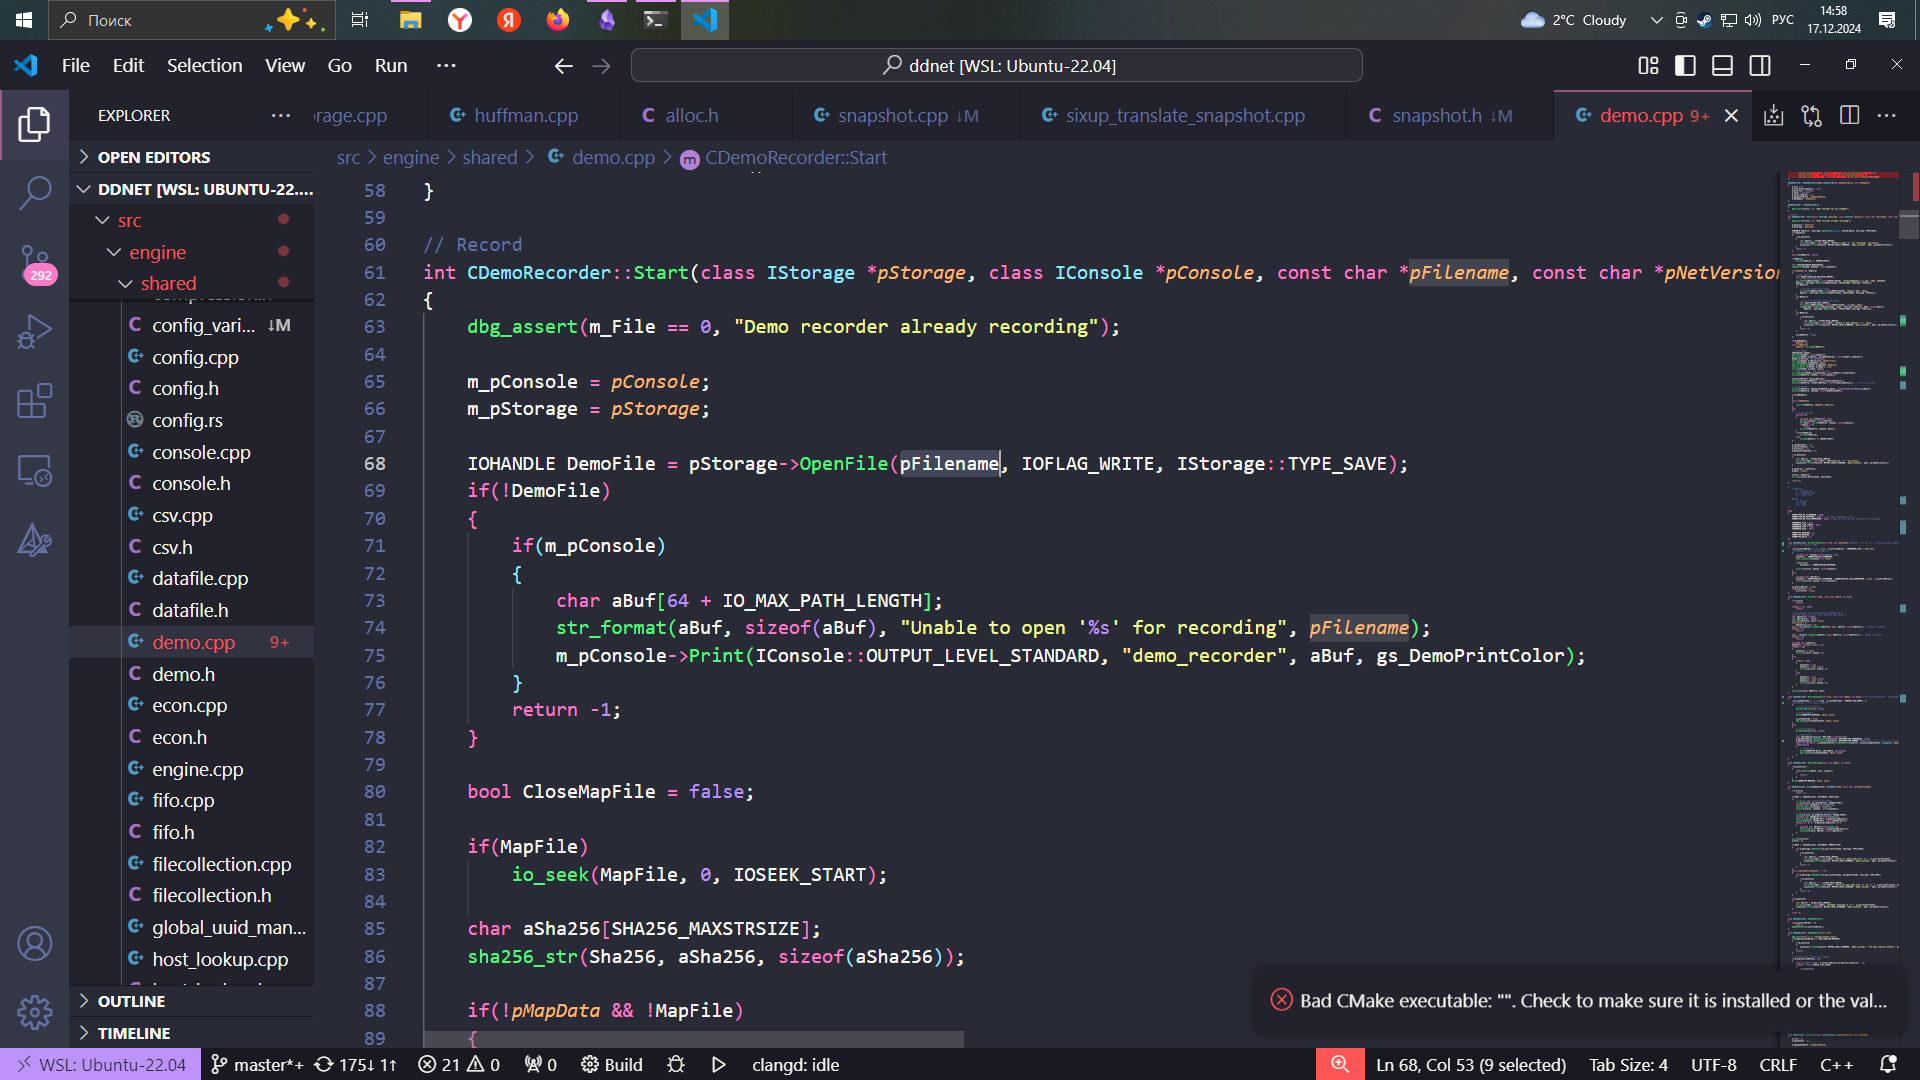 Поиск
2°C Cloudy
РУС
14:58
17.12.2024
File Edit Selection View Go Run ···
ddnet [WSL: Ubuntu-22.04]
EXPLORER
rage.cpp
huffman.cpp
alloc.h
snapshot.cpp ↓M
sixup_translate_snapshot.cpp
snapshot.h ↓M
demo.cpp 9+
src > engine > shared > demo.cpp > CDemoRecorder::Start
OPEN EDITORS
DDNET [WSL: UBUNTU-22....
src
engine
shared
config_vari... ↓M
config.cpp
config.h
config.rs
console.cpp
console.h
csv.cpp
csv.h
datafile.cpp
datafile.h
demo.cpp 9+
demo.h
econ.cpp
econ.h
engine.cpp
fifo.cpp
fifo.h
filecollection.cpp
filecollection.h
global_uuid_man...
host_lookup.cpp
OUTLINE
TIMELINE
292
58 }
59
60 // Record
61 int CDemoRecorder::Start(class IStorage *pStorage, class IConsole *pConsole, const char *pFilename, const char *pNetVersion
62 {
63 dbg_assert(m_File == 0, "Demo recorder already recording");
64
65 m_pConsole = pConsole;
66 m_pStorage = pStorage;
67
68 IOHANDLE DemoFile = pStorage->OpenFile(pFilename, IOFLAG_WRITE, IStorage::TYPE_SAVE);
69 if(!DemoFile)
70 {
71 if(m_pConsole)
72 {
73 char aBuf[64 + IO_MAX_PATH_LENGTH];
74 str_format(aBuf, sizeof(aBuf), "Unable to open '%s' for recording", pFilename);
75 m_pConsole->Print(IConsole::OUTPUT_LEVEL_STANDARD, "demo_recorder", aBuf, gs_DemoPrintColor);
76 }
77 return -1;
78 }
79
80 bool CloseMapFile = false;
81
82 if(MapFile)
83 io_seek(MapFile, 0, IOSEEK_START);
84
85 char aSha256[SHA256_MAXSTRSIZE];
86 sha256_str(Sha256, aSha256, sizeof(aSha256));
87
88 if(!pMapData && !MapFile)
89 {
Bad CMake executable: "". Check to make sure it is installed or the val...
WSL: Ubuntu-22.04
master*+
175↓ 1↑
21 0
0
Build
clangd: idle
Ln 68, Col 53 (9 selected)
Tab Size: 4
UTF-8
CRLF
C++